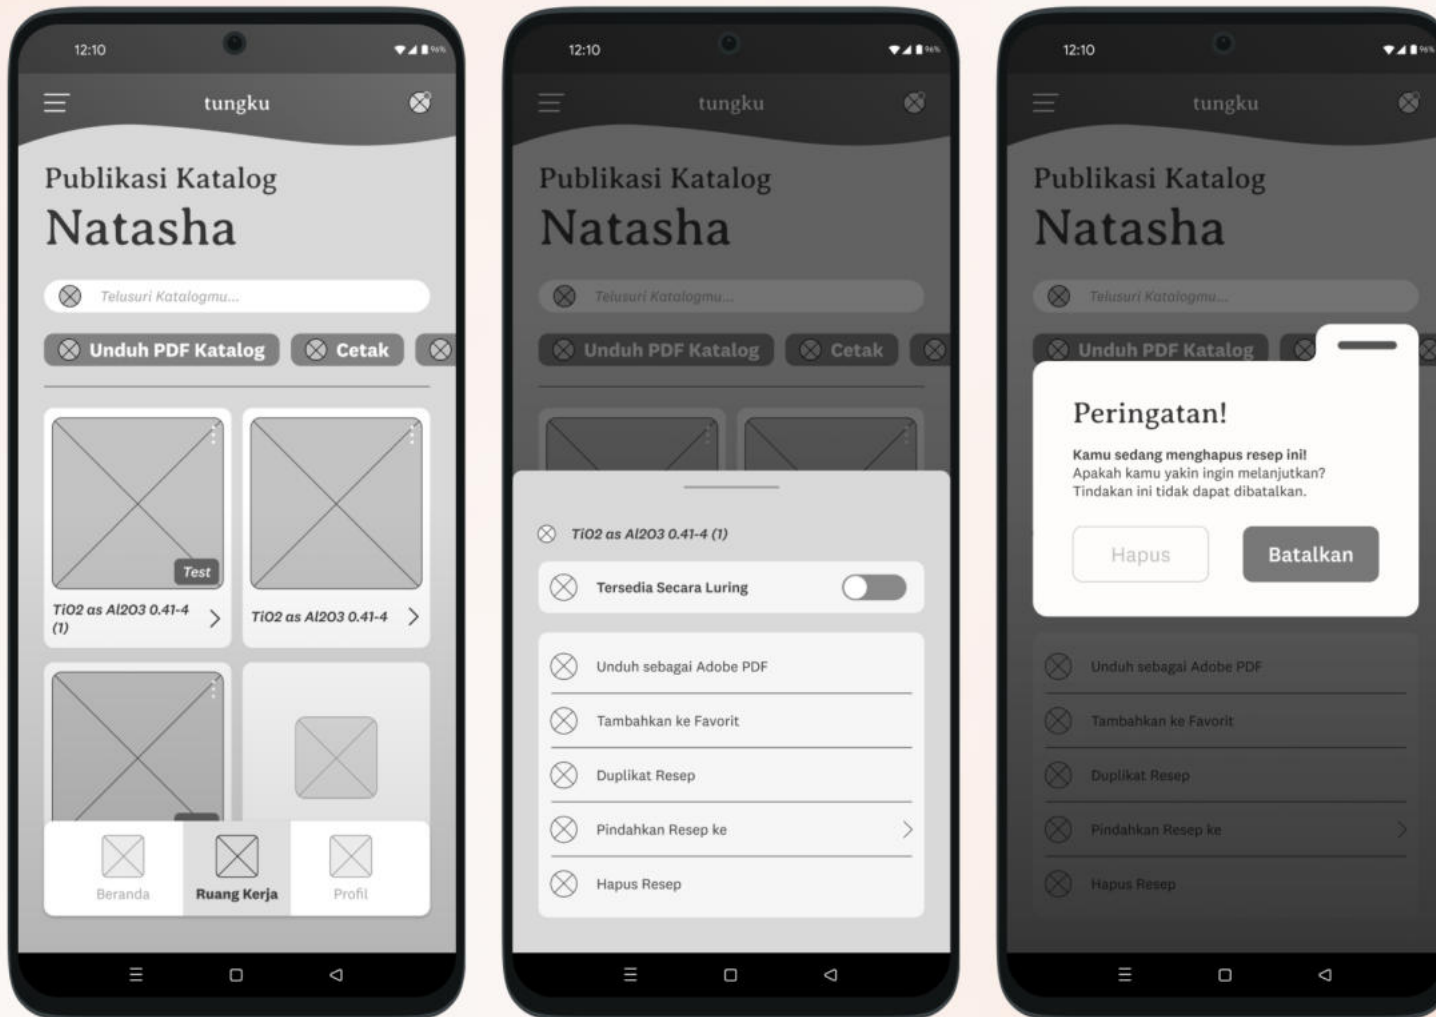 12:10
96%
tungku
Publikasi Katalog
Natasha
Telusuri Katalogmu...
Unduh PDF Katalog
Cetak
Test
TiO2 as Al2O3 0.41-4
(1)
TiO2 as Al2O3 0.41-4
Beranda
Ruang Kerja
Profil
12:10
96%
tungku
Publikasi Katalog
Natasha
Telusuri Katalogmu...
Unduh PDF Katalog
Cetak
TiO2 as Al2O3 0.41-4 (1)
Tersedia Secara Luring
Unduh sebagai Adobe PDF
Tambahkan ke Favorit
Duplikat Resep
Pindahkan Resep ke
Hapus Resep
12:10
96%
tungku
Publikasi Katalog
Natasha
Telusuri Katalogmu...
Unduh PDF Katalog
Peringatan!
Kamu sedang menghapus resep ini!
Apakah kamu yakin ingin melanjutkan?
Tindakan ini tidak dapat dibatalkan.
Hapus
Batalkan
Unduh sebagai Adobe PDF
Tambahkan ke Favorit
Duplikat Resep
Pindahkan Resep ke
Hapus Resep